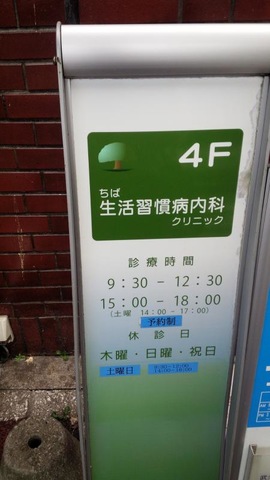 4F
ちば
生活習慣病内科
クリニック
診療時間
9:30 - 12:30
15:00 - 18:00
(土曜 14:00 - 17:00)
予約制
休診日
木曜・日曜・祝日
土曜日